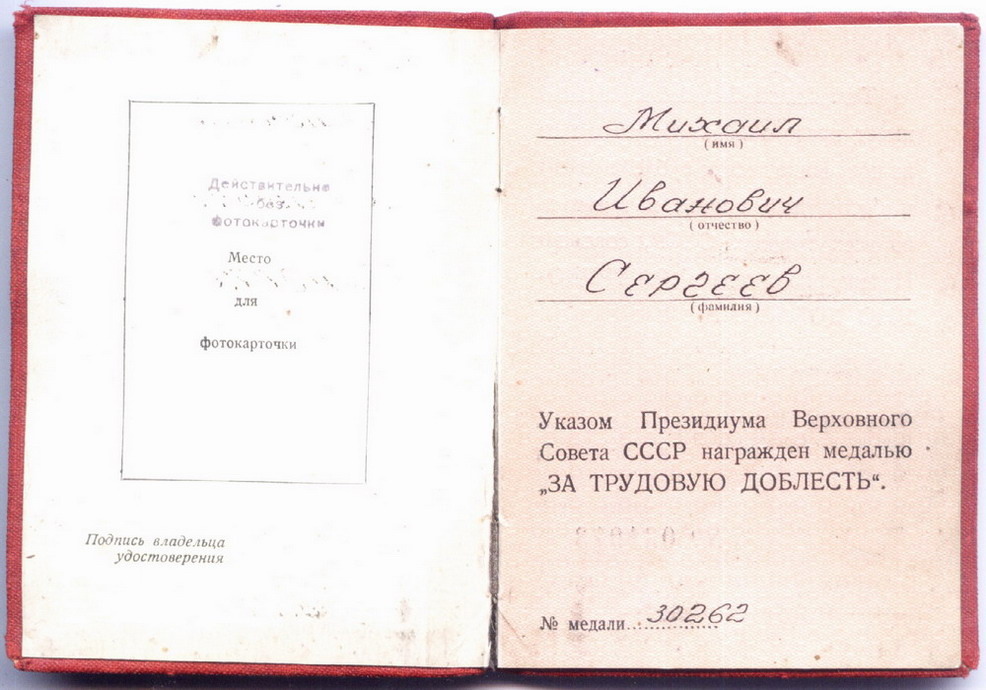 Действительно
без
фотокарточки
Место
для
фотокарточки
Подпись владельца
удостоверения
Михаил
( имя )
Иванович
( отчество )
Сергеев
( фамилия )
Указом Президиума Верховного
Совета СССР награжден медалью
„ЗА ТРУДОВУЮ ДОБЛЕСТЬ“.
№ медали 30262